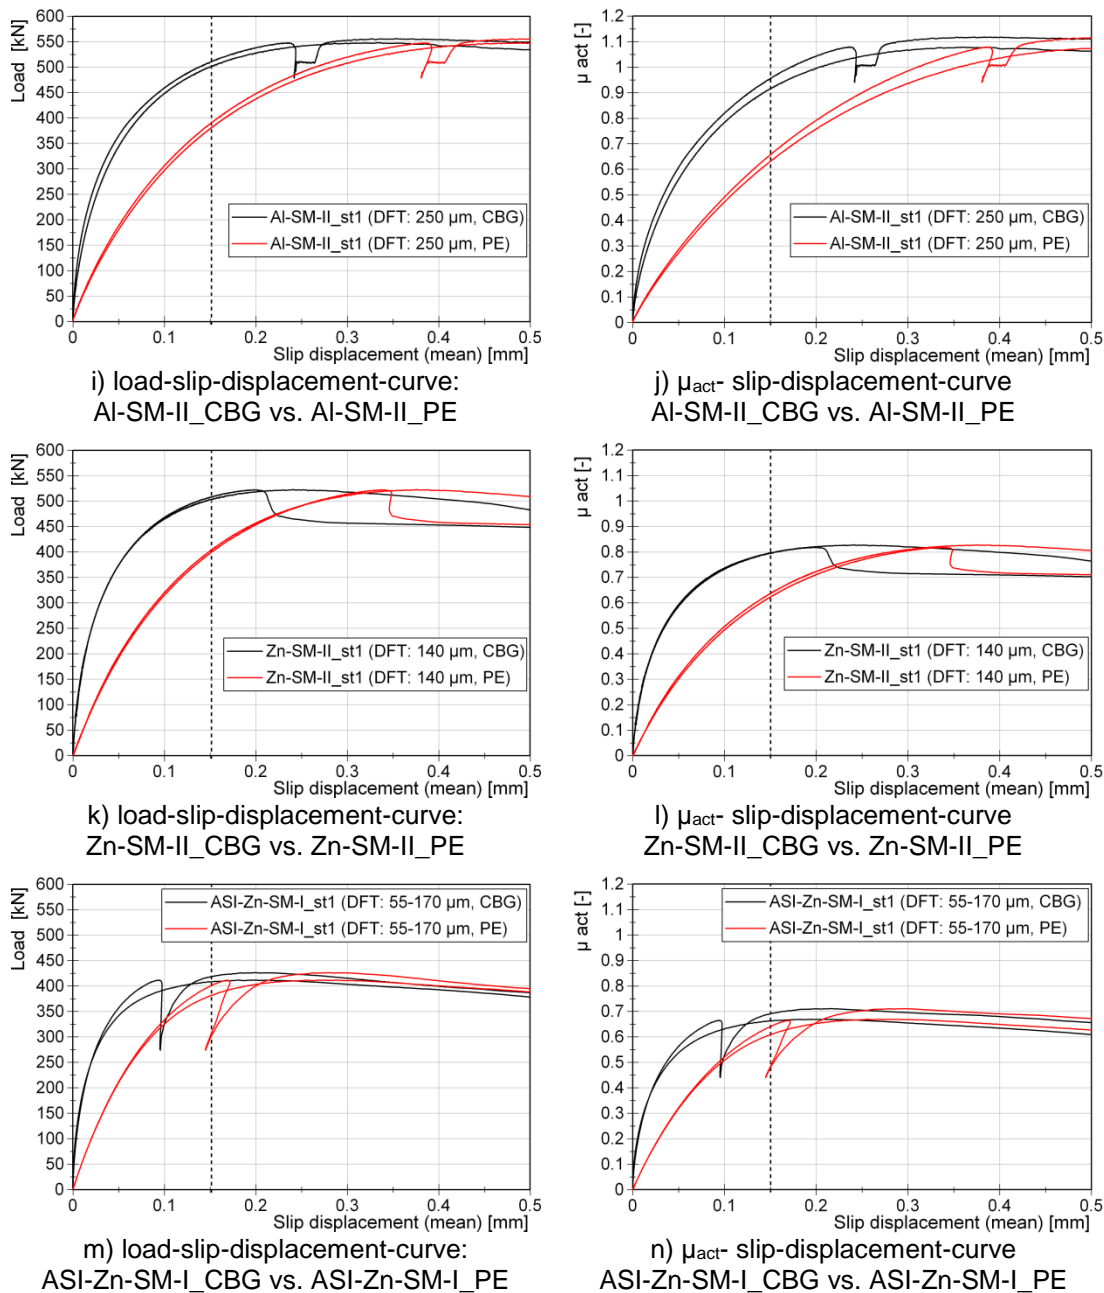 600
550
500
450
400
350
300
250
200
150
100
50
0
Load [kN]
Al-SM-II_st1 (DFT: 250 µm, CBG)
Al-SM-II_st1 (DFT: 250 µm, PE)
0 0.1 0.2 0.3 0.4 0.5
Slip displacement (mean) [mm]
i) load-slip-displacement-curve:
Al-SM-II_CBG vs. Al-SM-II_PE
1.2
1.1
1
0.9
0.8
0.7
0.6
0.5
0.4
0.3
0.2
0.1
0
µ act [-]
Al-SM-II_st1 (DFT: 250 µm, CBG)
Al-SM-II_st1 (DFT: 250 µm, PE)
0 0.1 0.2 0.3 0.4 0.5
Slip displacement (mean) [mm]
j) µact- slip-displacement-curve
Al-SM-II_CBG vs. Al-SM-II_PE
600
550
500
450
400
350
300
250
200
150
100
50
0
Load [kN]
Zn-SM-II_st1 (DFT: 140 µm, CBG)
Zn-SM-II_st1 (DFT: 140 µm, PE)
0 0.1 0.2 0.3 0.4 0.5
Slip displacement (mean) [mm]
k) load-slip-displacement-curve:
Zn-SM-II_CBG vs. Zn-SM-II_PE
1.2
1.1
1
0.9
0.8
0.7
0.6
0.5
0.4
0.3
0.2
0.1
0
µ act [-]
Zn-SM-II_st1 (DFT: 140 µm, CBG)
Zn-SM-II_st1 (DFT: 140 µm, PE)
0 0.1 0.2 0.3 0.4 0.5
Slip displacement (mean) [mm]
l) µact- slip-displacement-curve
Zn-SM-II_CBG vs. Zn-SM-II_PE
600
550
500
450
400
350
300
250
200
150
100
50
0
Load [kN]
ASI-Zn-SM-I_st1 (DFT: 55-170 µm, CBG)
ASI-Zn-SM-I_st1 (DFT: 55-170 µm, PE)
0 0.1 0.2 0.3 0.4 0.5
Slip displacement (mean) [mm]
m) load-slip-displacement-curve:
ASI-Zn-SM-I_CBG vs. ASI-Zn-SM-I_PE
1.2
1.1
1
0.9
0.8
0.7
0.6
0.5
0.4
0.3
0.2
0.1
0
µ act [-]
ASI-Zn-SM-I_st1 (DFT: 55-170 µm, CBG)
ASI-Zn-SM-I_st1 (DFT: 55-170 µm, PE)
0 0.1 0.2 0.3 0.4 0.5
Slip displacement (mean) [mm]
n) µact- slip-displacement-curve
ASI-Zn-SM-I_CBG vs. ASI-Zn-SM-I_PE